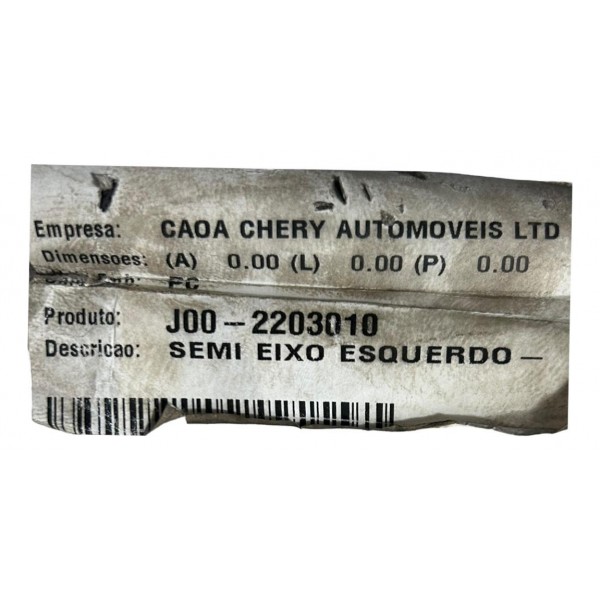 Empresa: CAOA CHERY AUTOMOVEIS LTD
Dimensoes: (A) 0.00 (L) 0.00 (P) 0.00
PC
Produto: J00-2203010
Descricao: SEMI EIXO ESQUERDO-